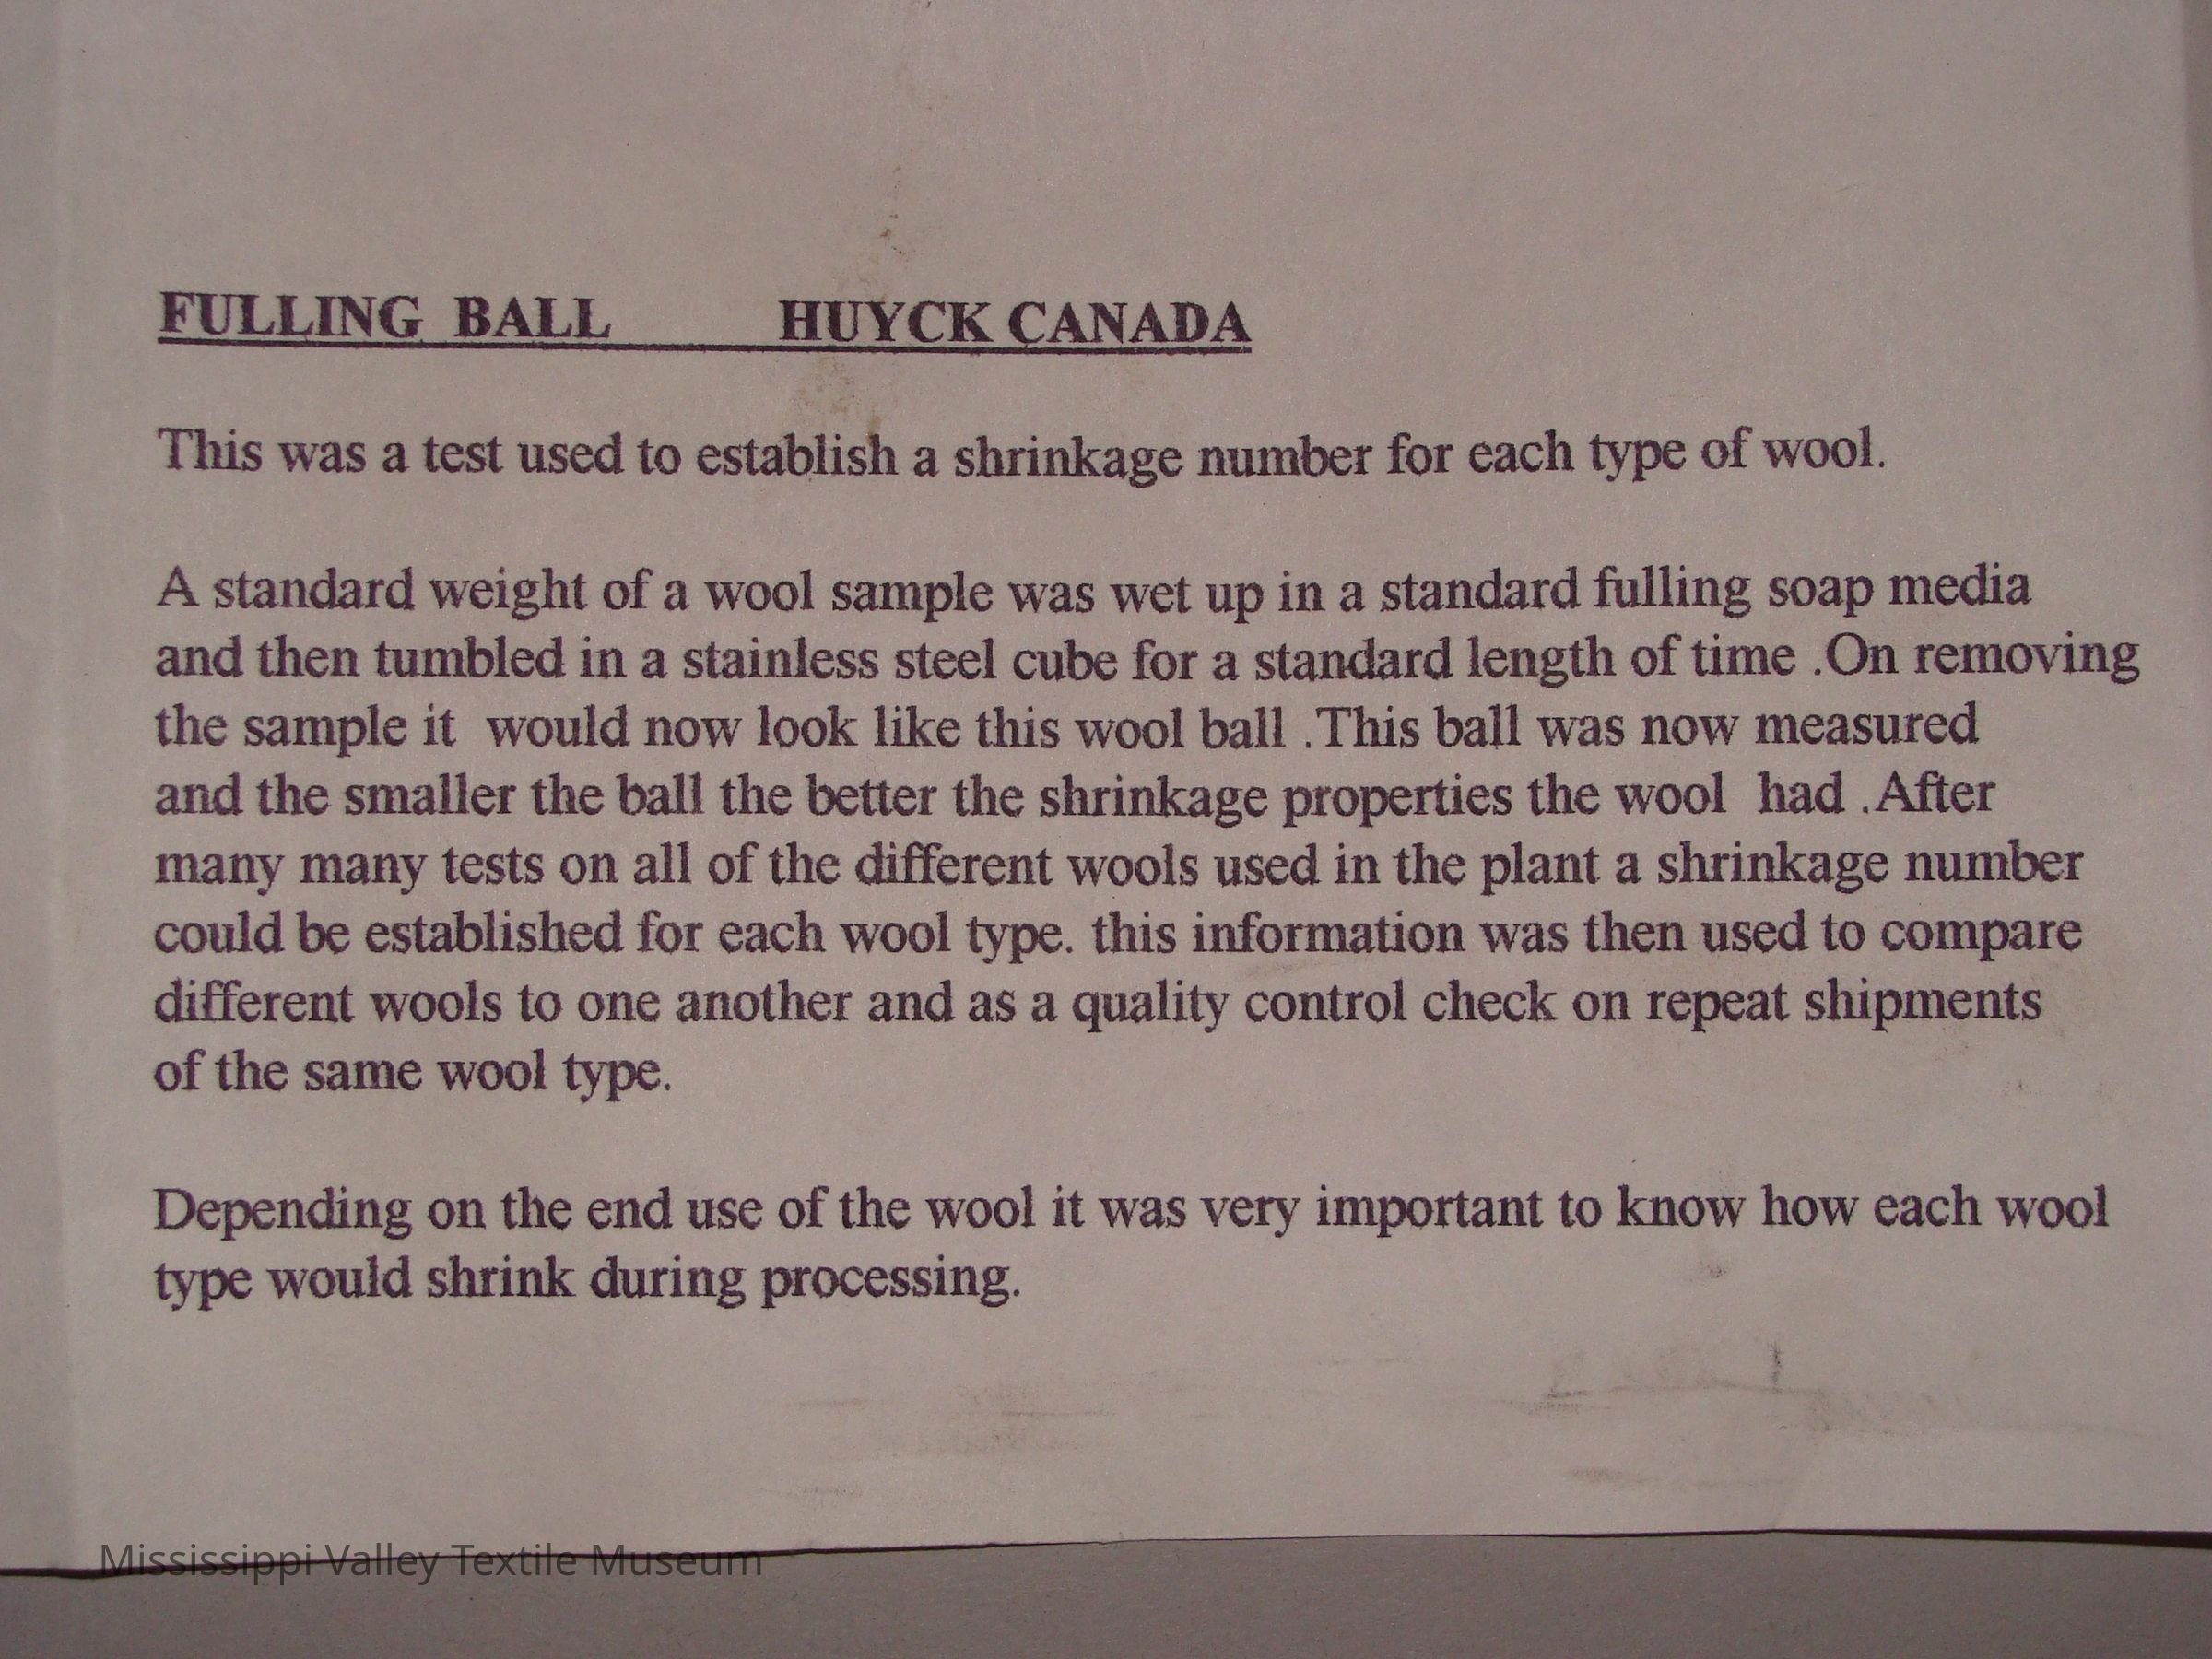 FULLING BALL HUYCK CANADA
This was a test used to establish a shrinkage number for each type of wool.
A standard weight of a wool sample was wet up in a standard fulling soap media
and then tumbled in a stainless steel cube for a standard length of time .On removing
the sample it  would now look like this wool ball .This ball was now measured
and the smaller the ball the better the shrinkage properties the wool  had .After
many many tests on all of the different wools used in the plant a shrinkage number
could be established for each wool type. this information was then used to compare
different wools to one another and as a quality control check on repeat shipments
of the same wool type.
Depending on the end use of the wool it was very important to know how each wool
type would shrink during processing.
Mississippi Valley Textile Museum